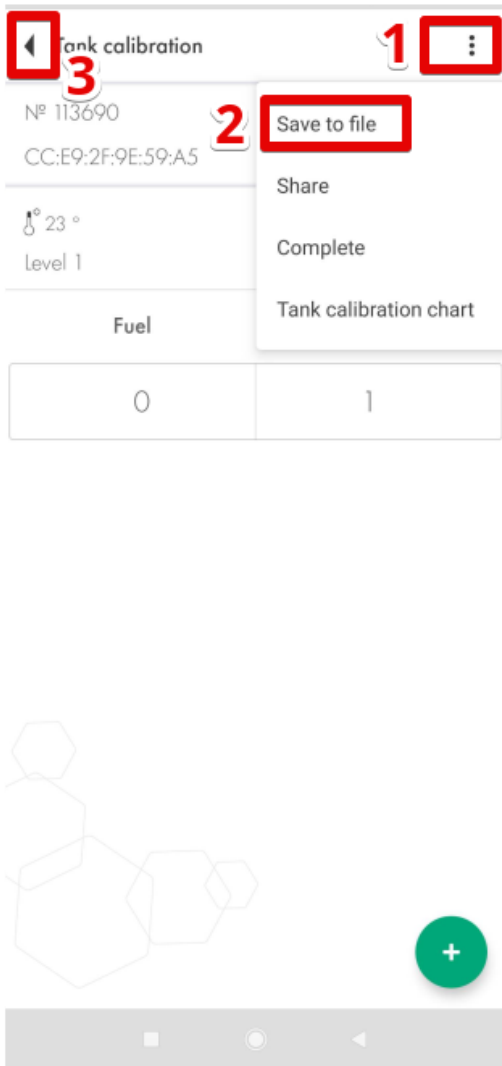 Tank calibration
1
3
Nº 113690
2
Save to file
CC:E9:2F:9E:59:A5
Share
23 °
Complete
Level 1
Tank calibration chart
Fuel
0
1
+